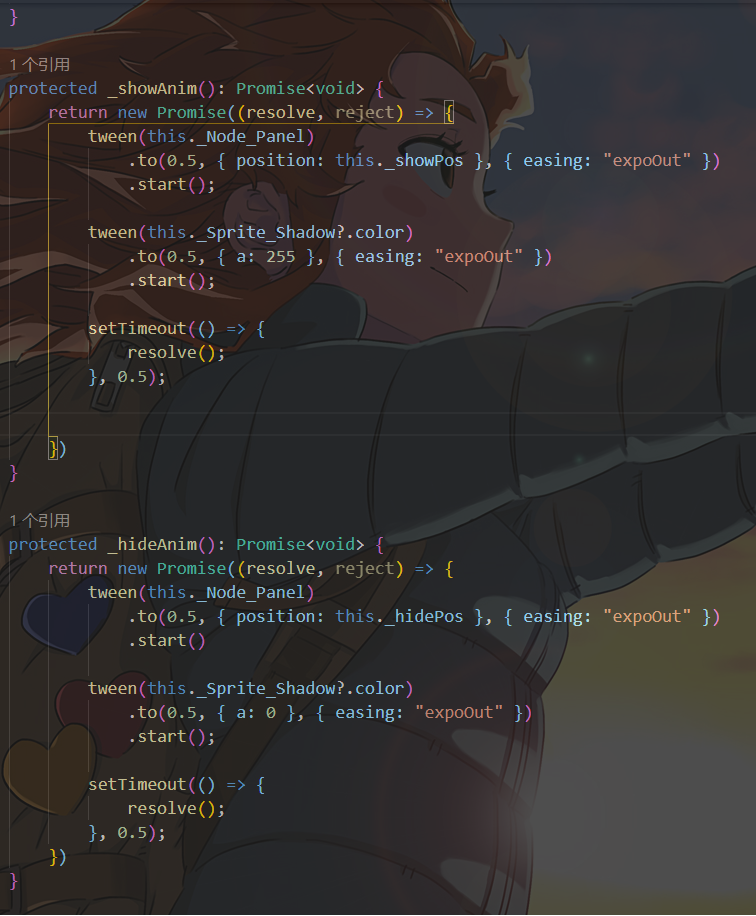 }
1 个引用
protected _showAnim(): Promise<void> {
return new Promise((resolve, reject) => {
tween(this._Node_Panel)
.to(0.5, { position: this._showPos }, { easing: "expoOut" })
.start();
tween(this._Sprite_Shadow?.color)
.to(0.5, { a: 255 }, { easing: "expoOut" })
.start();
setTimeout(() => {
resolve();
}, 0.5);
})
}
1 个引用
protected _hideAnim(): Promise<void> {
return new Promise((resolve, reject) => {
tween(this._Node_Panel)
.to(0.5, { position: this._hidePos }, { easing: "expoOut" })
.start()
tween(this._Sprite_Shadow?.color)
.to(0.5, { a: 0 }, { easing: "expoOut" })
.start();
setTimeout(() => {
resolve();
}, 0.5);
})
}